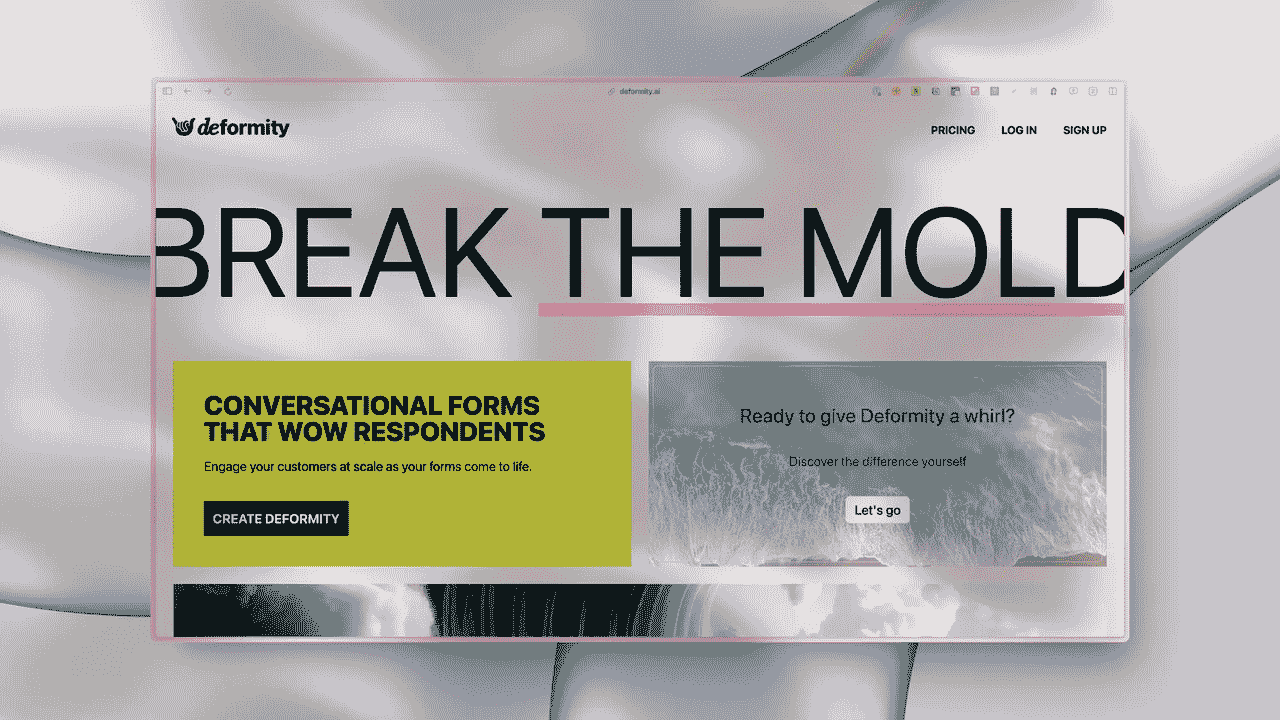 deformity.ai
deformity
PRICING
LOG IN
SIGN UP
BREAK THE MOLD
CONVERSATIONAL FORMS
THAT WOW RESPONDENTS
Engage your customers at scale as your forms come to life.
CREATE DEFORMITY
Ready to give Deformity a whirl?
Discover the difference yourself
Let's go